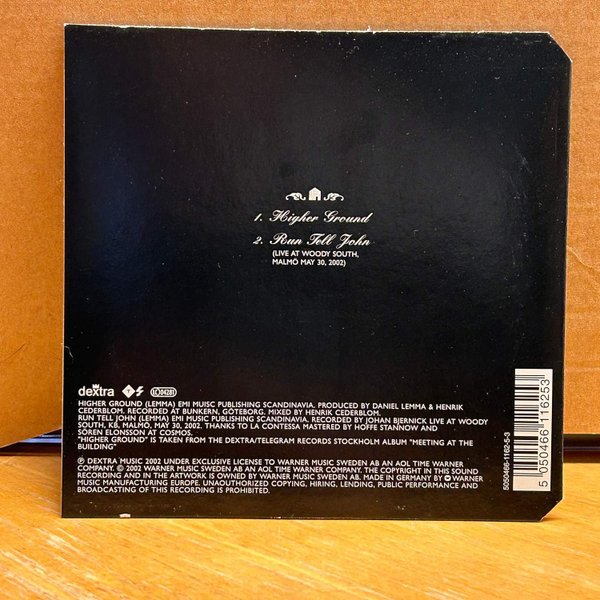 1. Higher Ground
2. Run Tell John
(LIVE AT WOODY SOUTH,
MALMÖ MAY 30, 2002)
dextra LC04281
HIGHER GROUND (LEMMA) EMI MUISC PUBLISHING SCANDINAVIA. PRODUCED BY DANIEL LEMMA & HENRIK
CEDERBLOM. RECORDED AT BUNKERN, GÖTEBORG. MIXED BY HENRIK CEDERBLOM.
RUN TELL JOHN (LEMMA) EMI MUSIC PUBLISHING SCANDINAVIA. RECORDED BY JOHAN BJERNICK LIVE AT WOODY
SOUTH, KB, MALMÖ, MAY 30, 2002. THANKS TO LA CONTESSA MASTERED BY HOFFE STANNOW AND
SÖREN ELONSSON AT COSMOS.
"HIGHER GROUND" IS TAKEN FROM THE DEXTRA/TELEGRAM RECORDS STOCKHOLM ALBUM "MEETING AT THE
BUILDING"
℗ DEXTRA MUSIC 2002 UNDER EXCLUSIVE LICENSE TO WARNER MUSIC SWEDEN AB AN AOL TIME WARNER
COMPANY. © 2002 WARNER MUSIC SWEDEN AB AN AOL TIME WARNER COMPANY. THE COPYRIGHT IN THIS SOUND
RECORDING AND IN THE ARTWORK IS OWNED BY WARNER MUSIC SWEDEN AB. MADE IN GERMANY BY WARNER
MUSIC MANUFACTURING EUROPE. UNAUTHORIZED COPYING, HIRING, LENDING, PUBLIC PERFORMANCE AND
BROADCASTING OF THIS RECORDING IS PROHIBITED.
5050466-1162-5-3
5 050466 116253